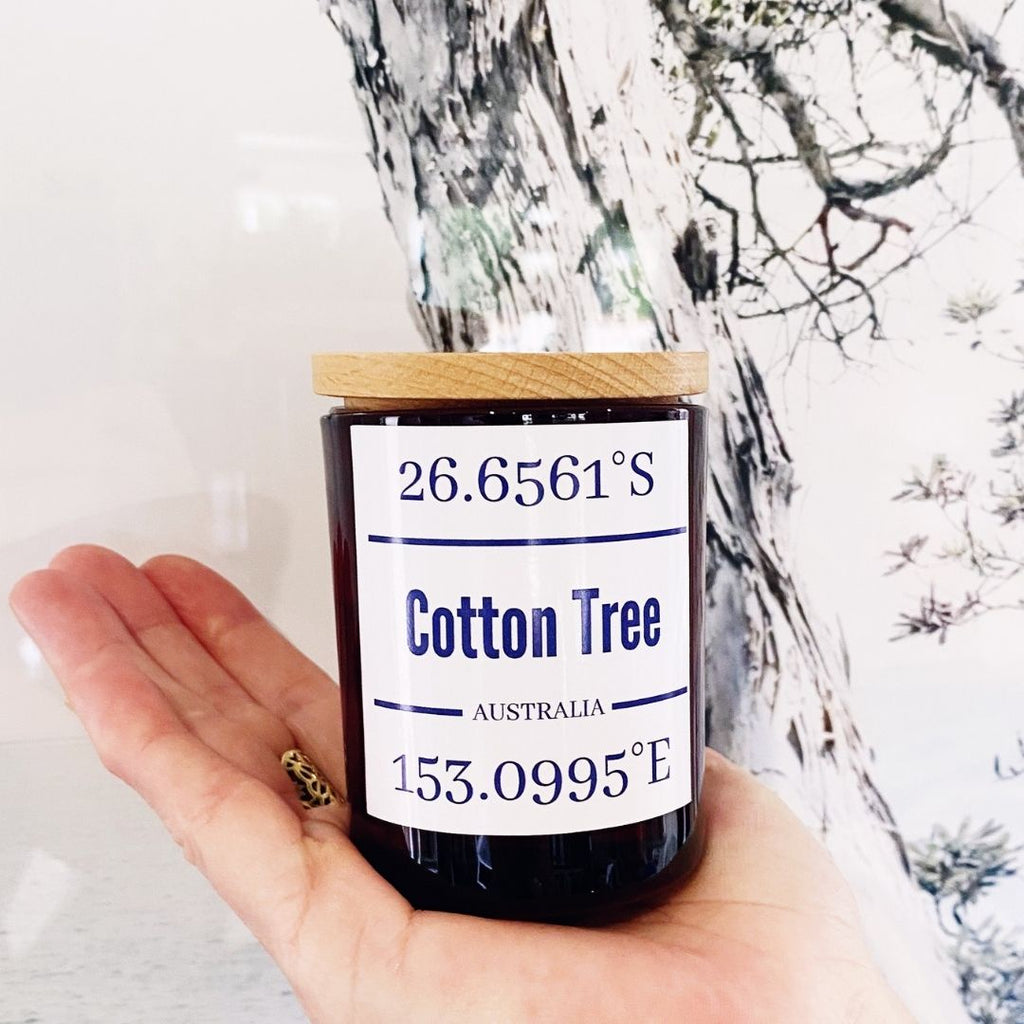 26.6561°S
Cotton Tree
AUSTRALIA
153.0995°E